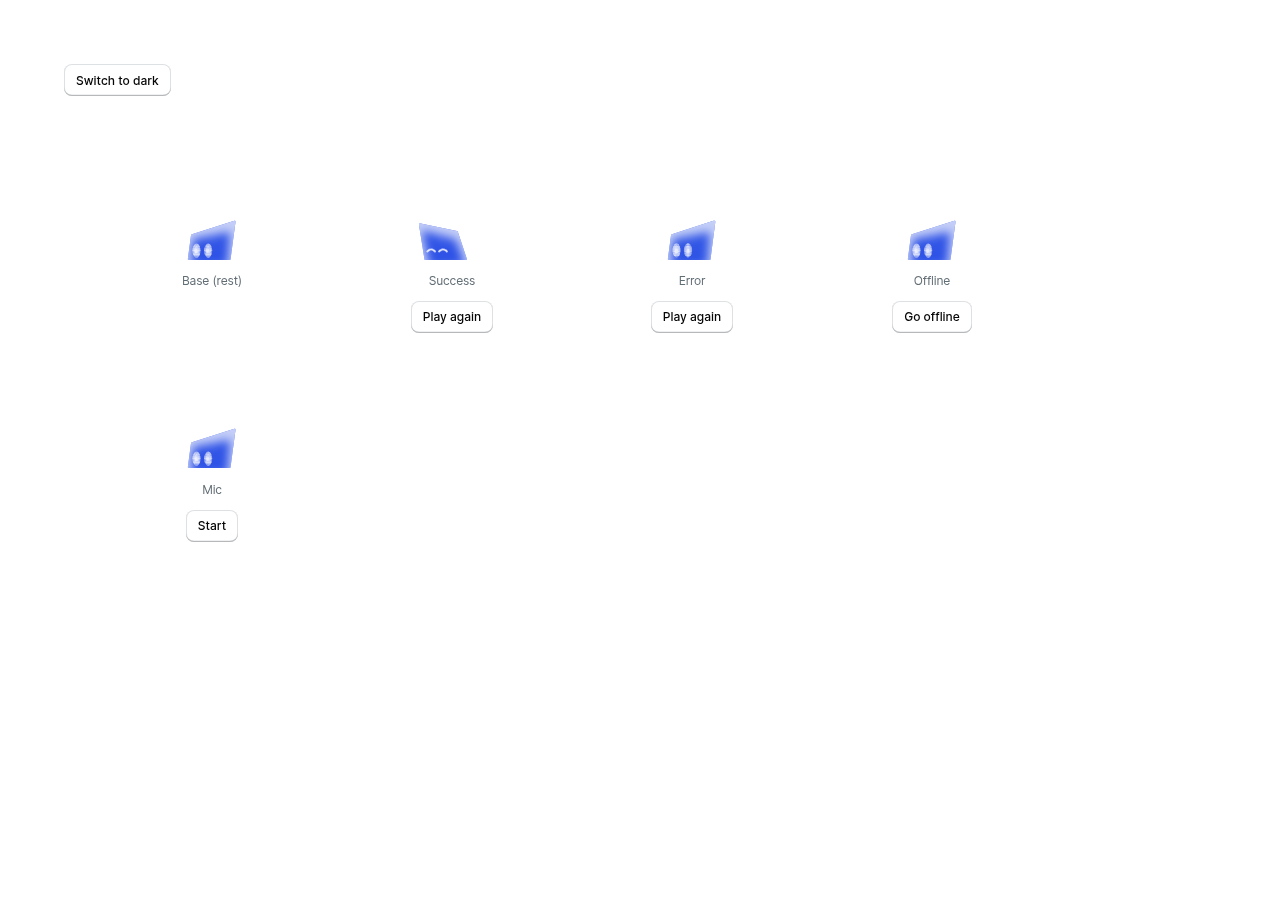 Switch to dark
Base (rest)
Success
Error
Offline
Play again
Play again
Go offline
Mic
Start